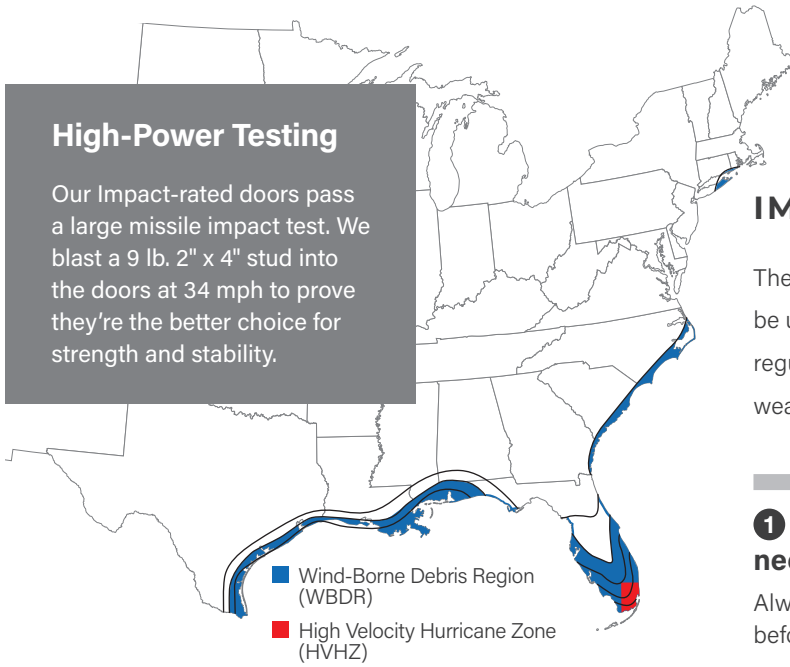 High-Power Testing
Our Impact-rated doors pass
a large missile impact test. We
blast a 9 lb. 2" x 4" stud into
the doors at 34 mph to prove
they're the better choice for
strength and stability.
Wind-Borne Debris Region
(WBDR)
High Velocity Hurricane Zone
(HVHZ)
IM
The
be u
regu
wea
1
nec
Alw
befo